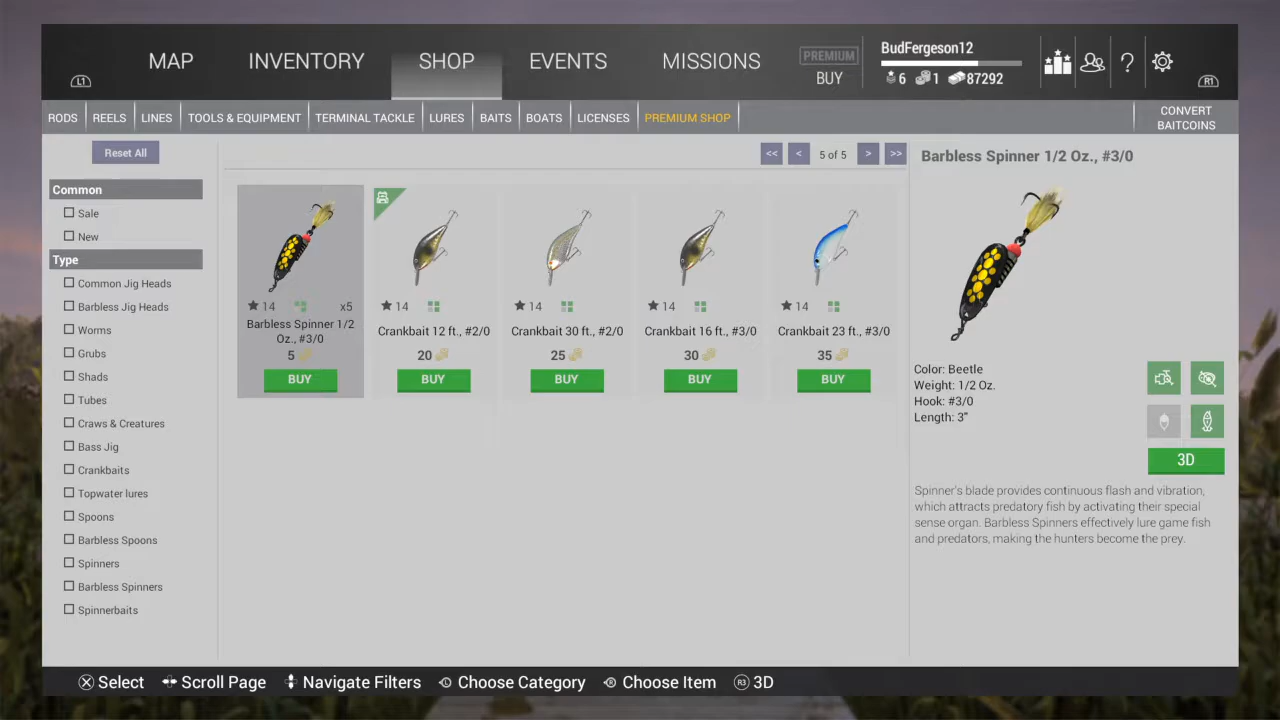 MAP
INVENTORY
SHOP
EVENTS
MISSIONS
PREMIUM
BUY
BudFergeson12
6
1
87292
?
L1
R1
RODS
REELS
LINES
TOOLS & EQUIPMENT
TERMINAL TACKLE
LURES
BAITS
BOATS
LICENSES
PREMIUM SHOP
CONVERT
BAITCOINS
Reset All
Common
Sale
New
Type
Common Jig Heads
Barbless Jig Heads
Worms
Grubs
Shads
Tubes
Craws & Creatures
Bass Jig
Crankbaits
Topwater lures
Spoons
Barbless Spoons
Spinners
Barbless Spinners
Spinnerbaits
<<
<
5 of 5
>
>>
14 x5
Barbless Spinner 1/2
Oz., #3/0
5
BUY
14
Crankbait 12 ft., #2/0
20
BUY
14
Crankbait 30 ft., #2/0
25
BUY
14
Crankbait 16 ft., #3/0
30
BUY
14
Crankbait 23 ft., #3/0
35
BUY
Barbless Spinner 1/2 Oz., #3/0
Color: Beetle
Weight: 1/2 Oz.
Hook: #3/0
Length: 3"
3D
Spinner's blade provides continuous flash and vibration,
which attracts predatory fish by activating their special
sense organ. Barbless Spinners effectively lure game fish
and predators, making the hunters become the prey.
Select
Scroll Page
Navigate Filters
L Choose Category
R Choose Item
R3 3D